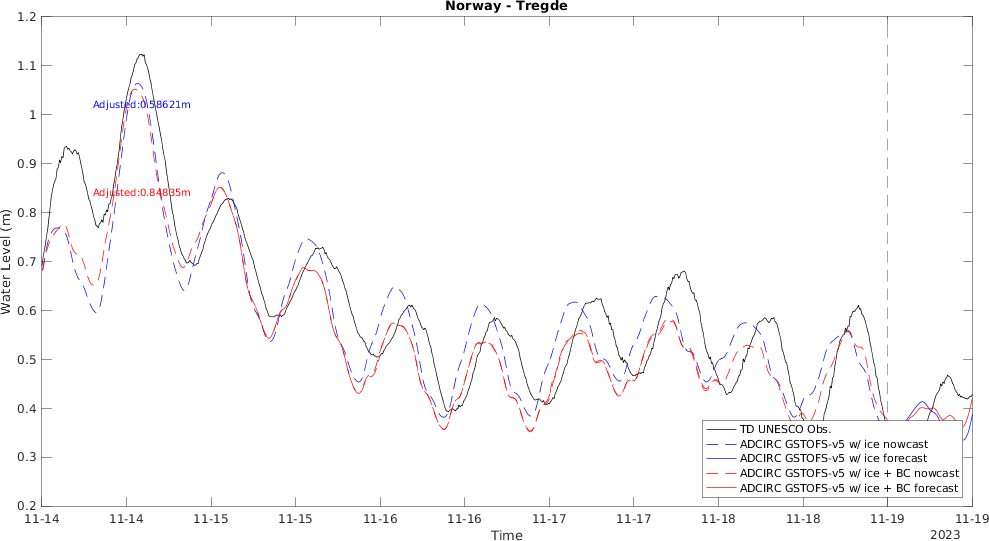 Norway - Tregde
1.2
1.1
1
0.9
0.8
0.7
0.6
0.5
0.4
0.3
0.2
Water Level (m)
Adjusted:0.58621m
Adjusted:0.84835m
TD UNESCO Obs.
ADCIRC GSTOFS-v5 w/ ice nowcast
ADCIRC GSTOFS-v5 w/ ice forecast
ADCIRC GSTOFS-v5 w/ ice + BC nowcast
ADCIRC GSTOFS-v5 w/ ice + BC forecast
11-14 11-14 11-15 11-15 11-16 11-16 11-17 11-17 11-18 11-18 11-19 11-19
Time
2023